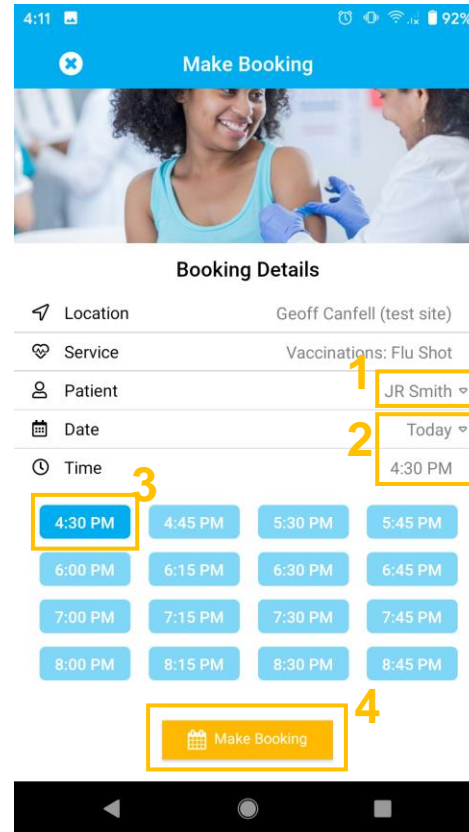 4:11 92%
Make Booking
Booking Details
Location Geoff Canfell (test site)
Service Vaccinations: Flu Shot
1
Patient JR Smith
2
Date Today
Time 4:30 PM
3
4:30 PM 4:45 PM 5:30 PM 5:45 PM
6:00 PM 6:15 PM 6:30 PM 6:45 PM
7:00 PM 7:15 PM 7:30 PM 7:45 PM
8:00 PM 8:15 PM 8:30 PM 8:45 PM
4
Make Booking